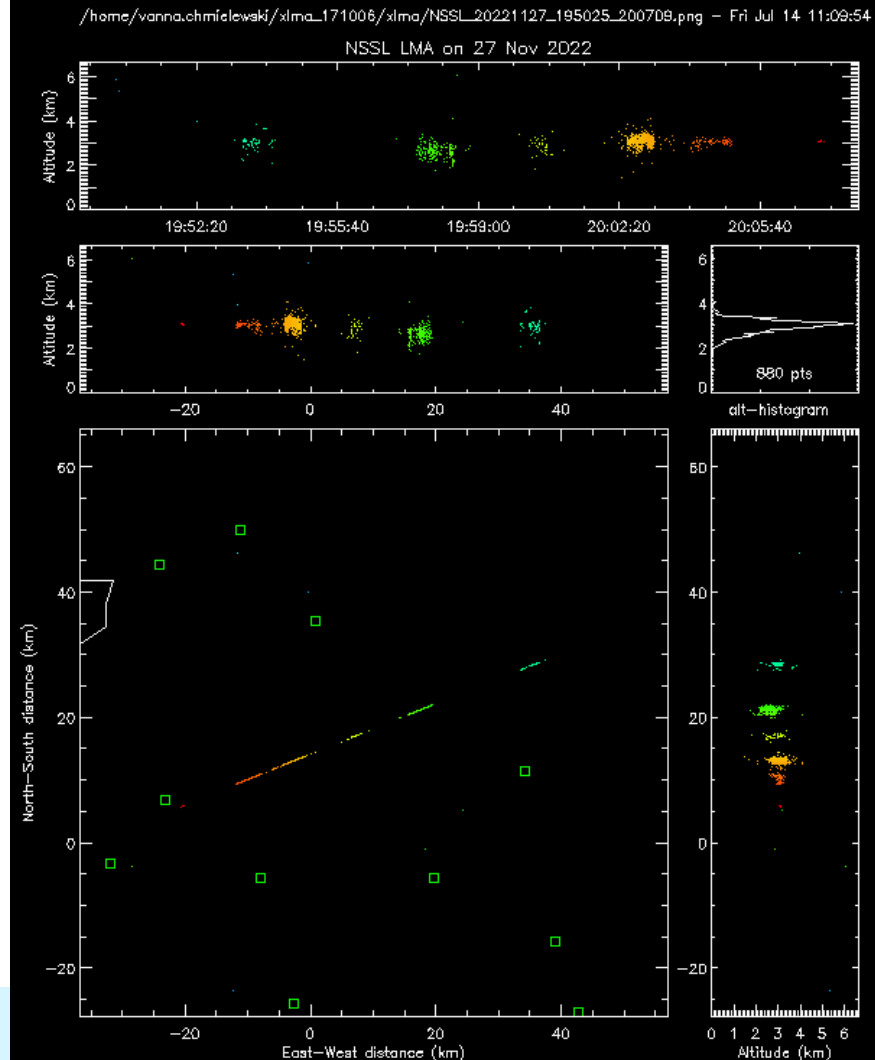 /home/vanna.chmielewski/xlma_171006/xlma/NSSL_20221127_195025_200709.png - Fri Jul 14 11:09:54
NSSL LMA on 27 Nov 2022
Altitude (km)
6
4
2
0
19:52:20 19:55:40 19:59:00 20:02:20 20:05:40
Altitude (km)
6
4
2
0
-20 0 20 40
6
4
2
0
880 pts
alt-histogram
North-South distance (km)
60
40
20
0
-20
-20 0 20 40
East-West distance (km)
60
40
20
0
-20
0 1 2 3 4 5 6
Altitude (km)